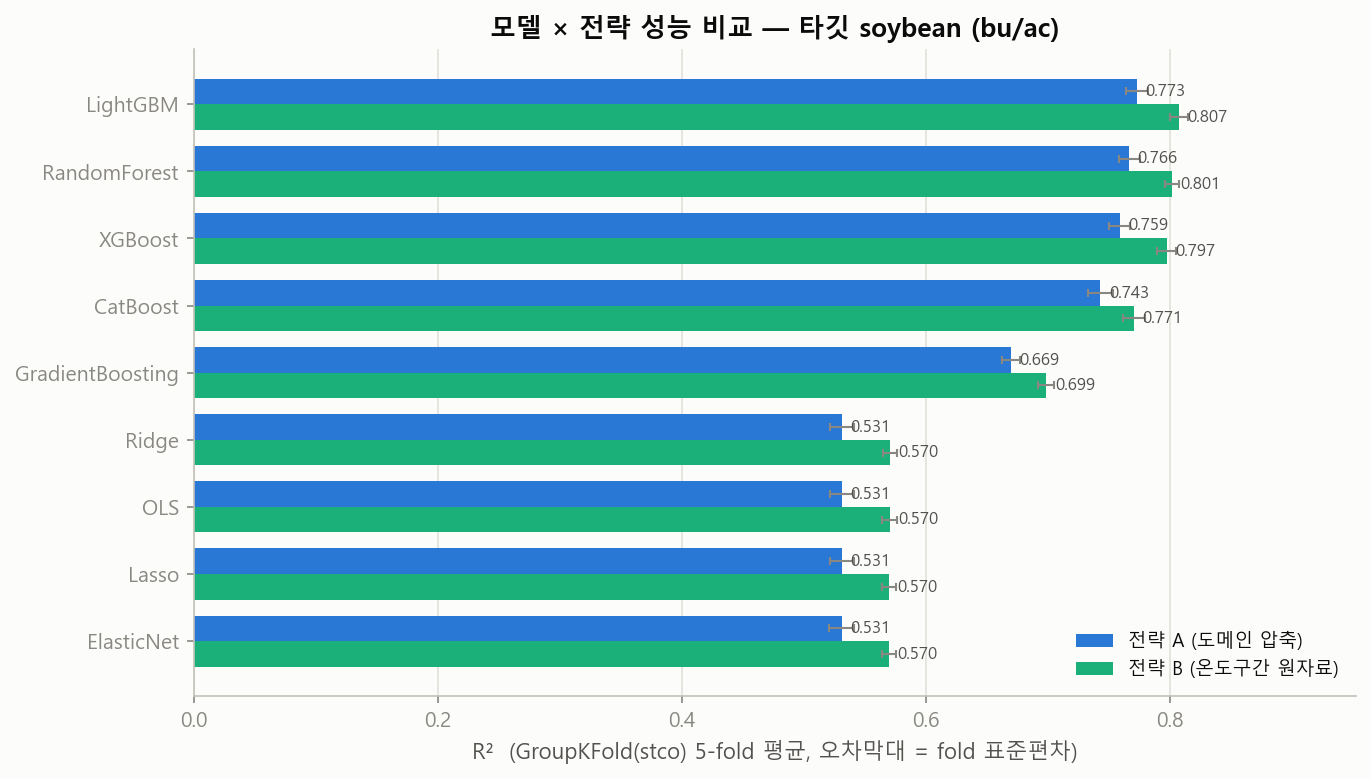 모델 × 전략 성능 비교 — 타깃 soybean (bu/ac)
LightGBM
0.773
0.807
RandomForest
0.766
0.801
XGBoost
0.759
0.797
CatBoost
0.743
0.771
GradientBoosting
0.669
0.699
Ridge
0.531
0.570
OLS
0.531
0.570
Lasso
0.531
0.570
ElasticNet
0.531
0.570
전략 A (도메인 압축)
전략 B (온도구간 원자료)
0.0 0.2 0.4 0.6 0.8
R² (GroupKFold(stco) 5-fold 평균, 오차막대 = fold 표준편차)